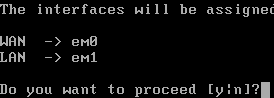 The interfaces will be assigned
WAN  -> em0
LAN  -> em1
Do you want to proceed [y|n]?